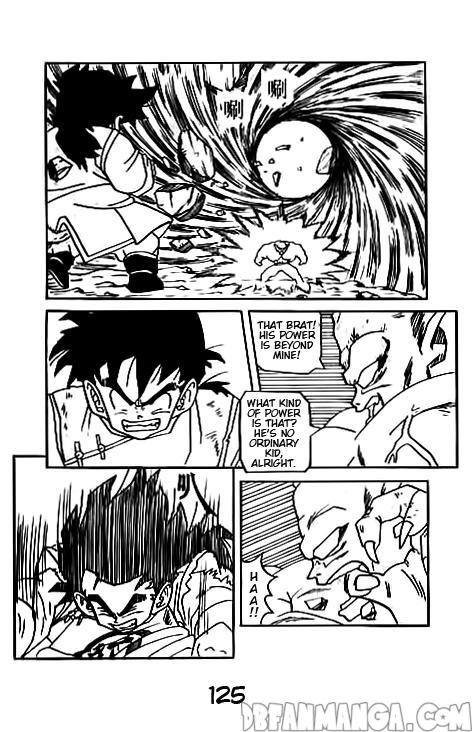 唰
唰
THAT BRAT!
HIS POWER
IS BEYOND
MINE!
WHAT KIND
OF POWER
IS THAT?
HE'S NO
ORDINARY
KID,
ALRIGHT.
HAA!!
125
DBFANMANGA.COM